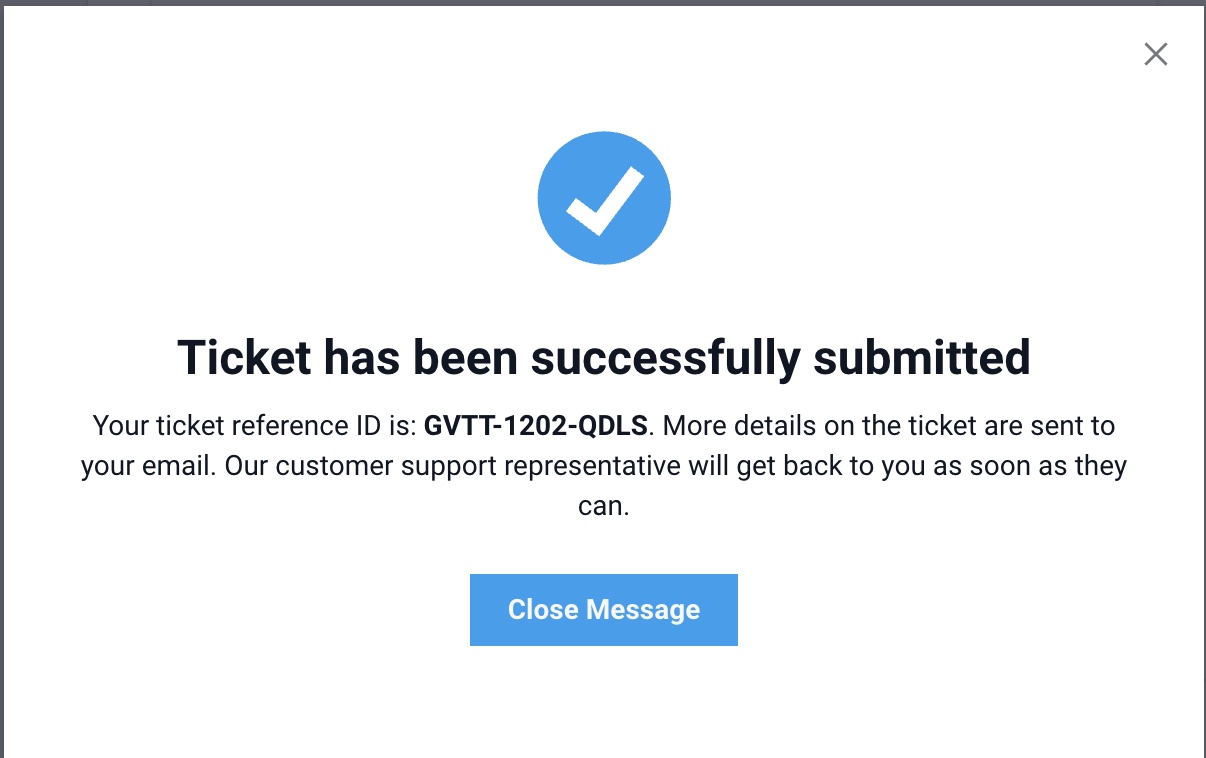 Ticket has been successfully submitted
Your ticket reference ID is: GVTT-1202-QDLS. More details on the ticket are sent to
your email. Our customer support representative will get back to you as soon as they
can.
Close Message